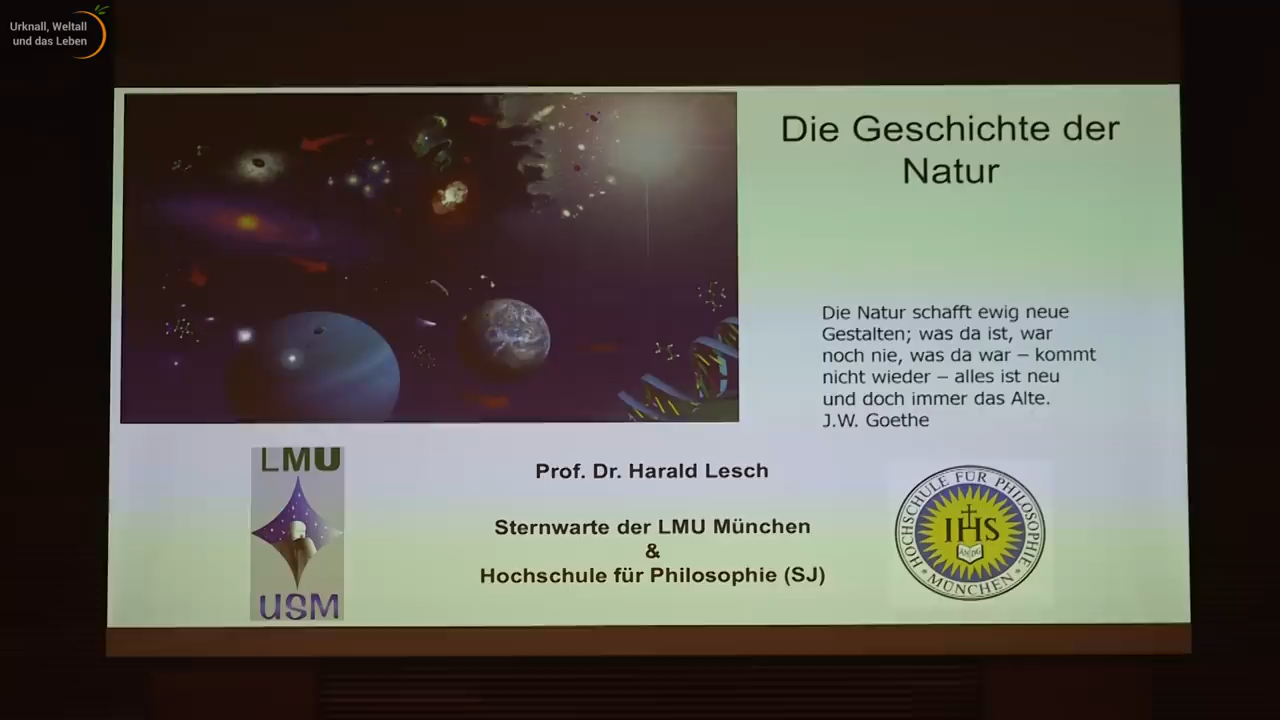 Urknall, Weltall
und das Leben
Die Geschichte der
Natur
Die Natur schafft ewig neue
Gestalten; was da ist, war
noch nie, was da war – kommt
nicht wieder – alles ist neu
und doch immer das Alte.
J.W. Goethe
LMU
USM
Prof. Dr. Harald Lesch
Sternwarte der LMU München
&
Hochschule für Philosophie (SJ)
HOCHSCHULE FÜR PHILOSOPHIE
IHS
MÜNCHEN